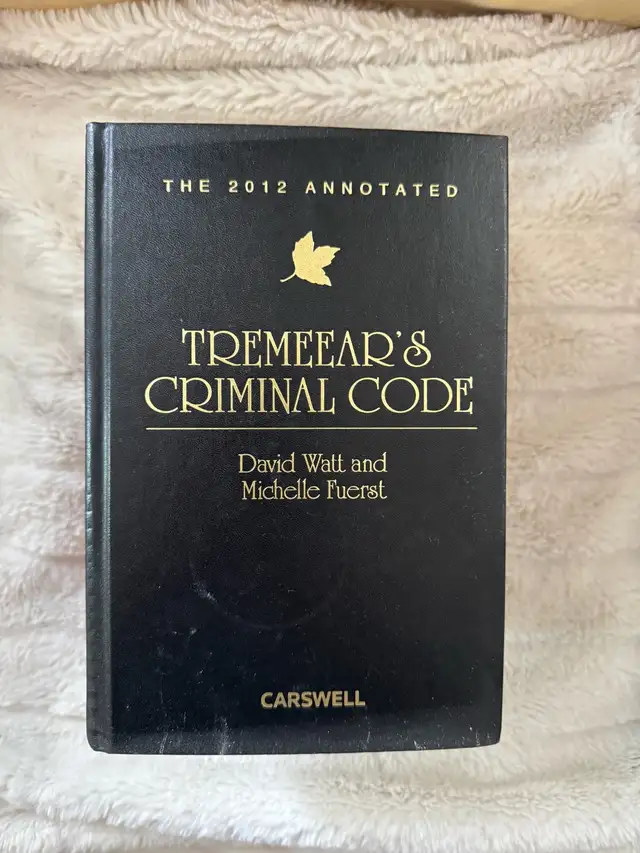 THE 2012 ANNOTATED
TREMEEAR'S
CRIMINAL CODE
David Watt and
Michelle Fuerst
CARSWELL